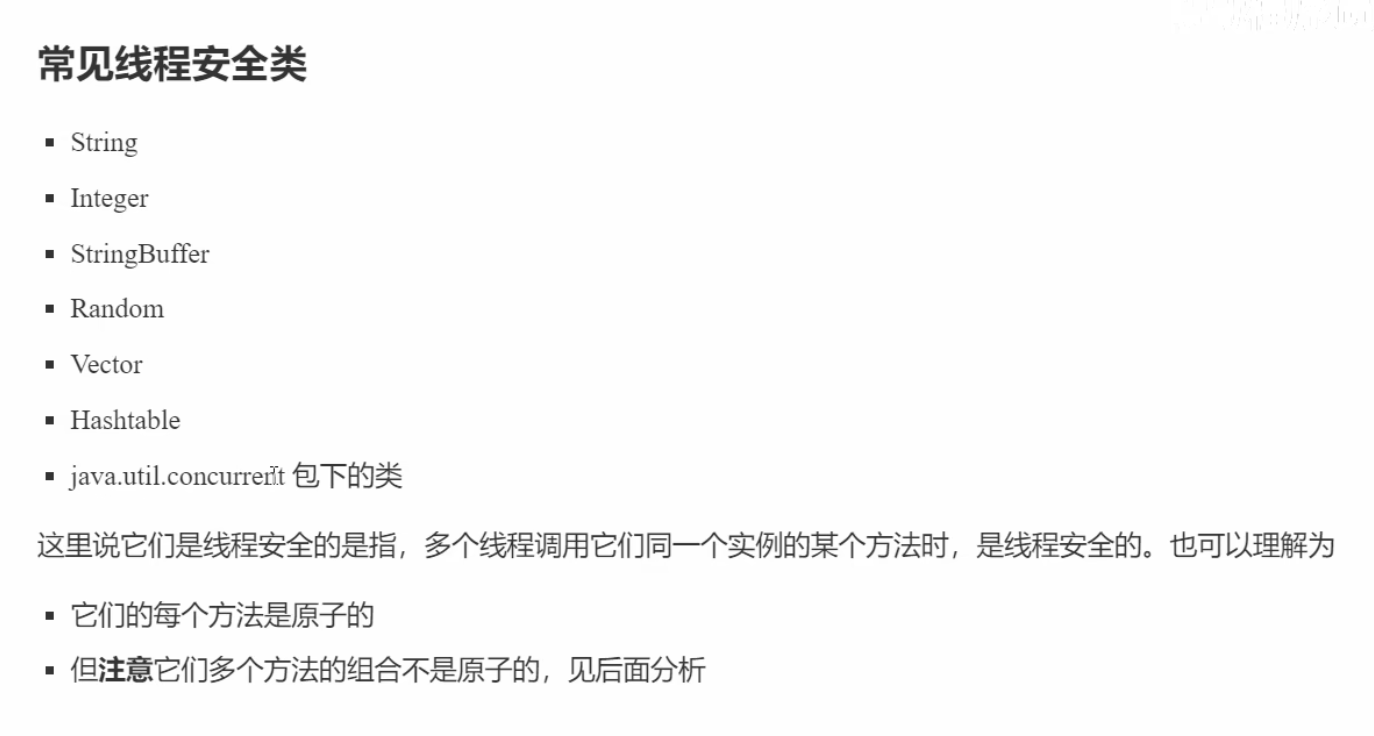 常见线程安全类
▪ String
▪ Integer
▪ StringBuffer
▪ Random
▪ Vector
▪ Hashtable
▪ java.util.concurrent 包下的类
这里说它们是线程安全的是指，多个线程调用它们同一个实例的某个方法时，是线程安全的。也可以理解为
▪ 它们的每个方法是原子的
▪ 但注意它们多个方法的组合不是原子的，见后面分析